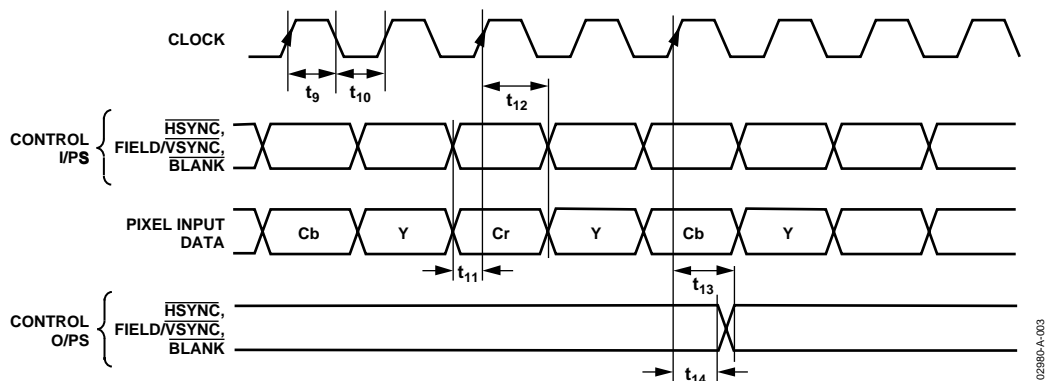 CLOCK
t9
t10
t12
CONTROL
I/PS
HSYNC,
FIELD/VSYNC,
BLANK
PIXEL INPUT
DATA
Cb
Y
Cr
Y
Cb
Y
t11
t13
CONTROL
O/PS
HSYNC,
FIELD/VSYNC,
BLANK
t14
02980-A-003